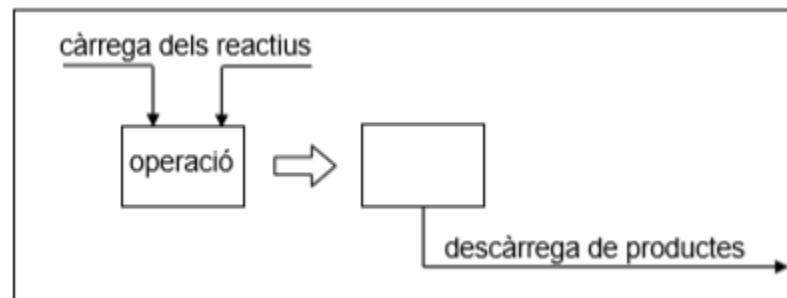 càrrega dels reactius
operació
descàrrega de productes